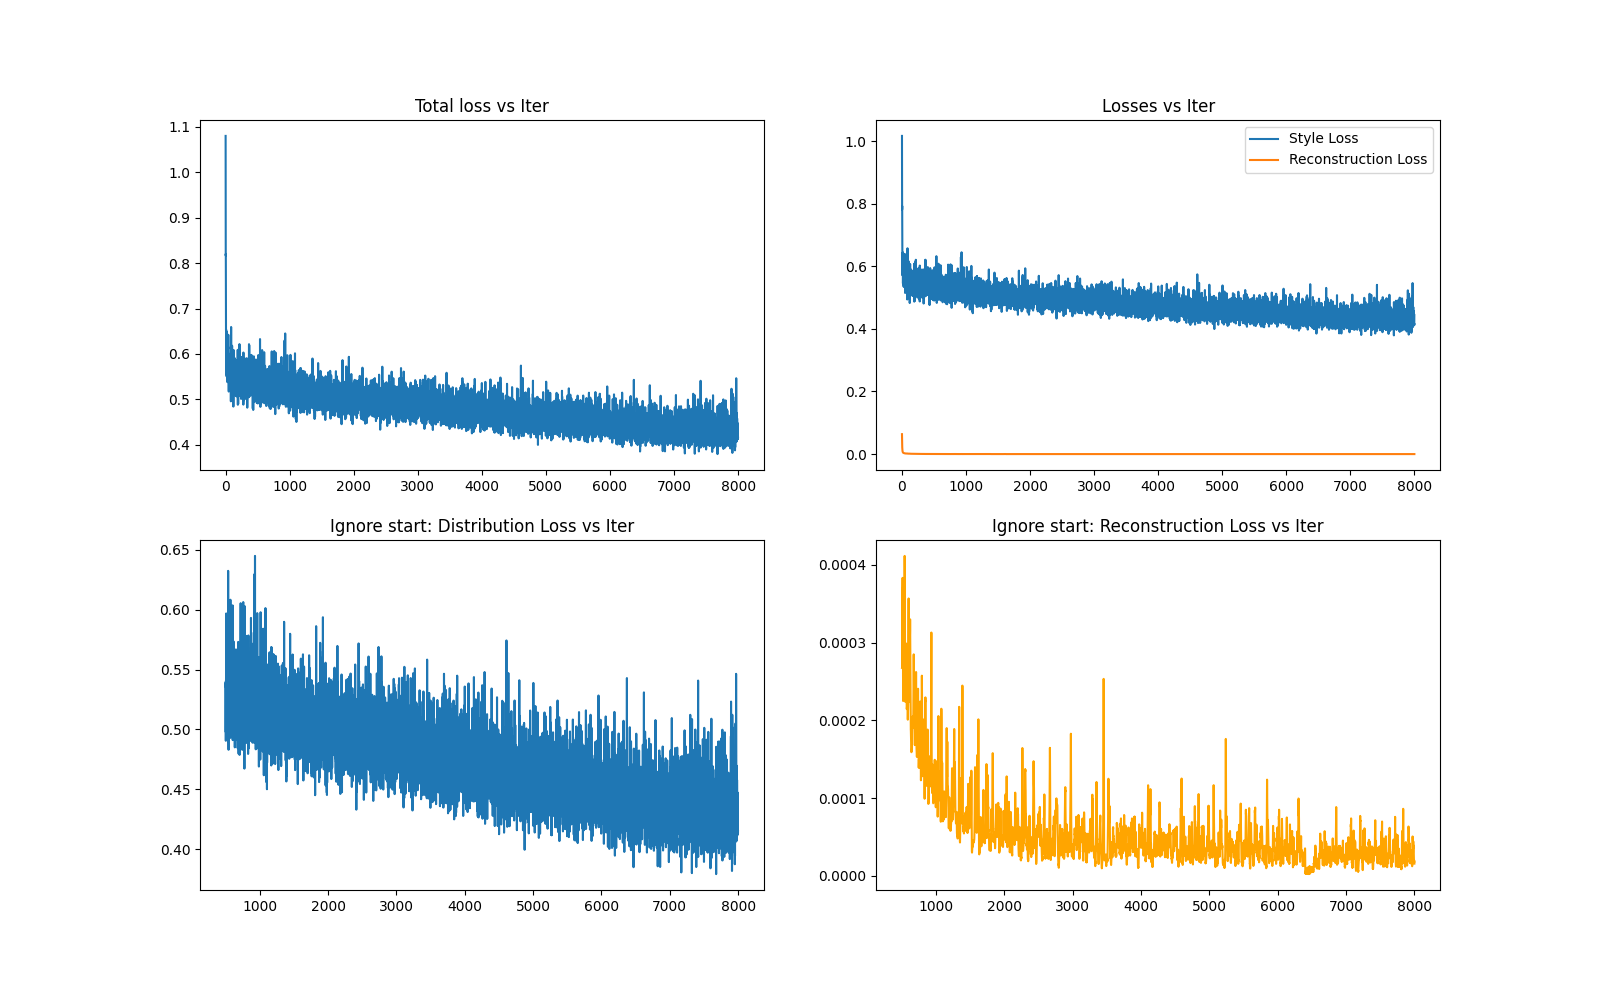 Total loss vs Iter
1.1
1.0
0.9
0.8
0.7
0.6
0.5
0.4
0 1000 2000 3000 4000 5000 6000 7000 8000
Losses vs Iter
Style Loss
Reconstruction Loss
1.0
0.8
0.6
0.4
0.2
0.0
0 1000 2000 3000 4000 5000 6000 7000 8000
Ignore start: Distribution Loss vs Iter
0.65
0.60
0.55
0.50
0.45
0.40
1000 2000 3000 4000 5000 6000 7000 8000
Ignore start: Reconstruction Loss vs Iter
0.0004
0.0003
0.0002
0.0001
0.0000
1000 2000 3000 4000 5000 6000 7000 8000